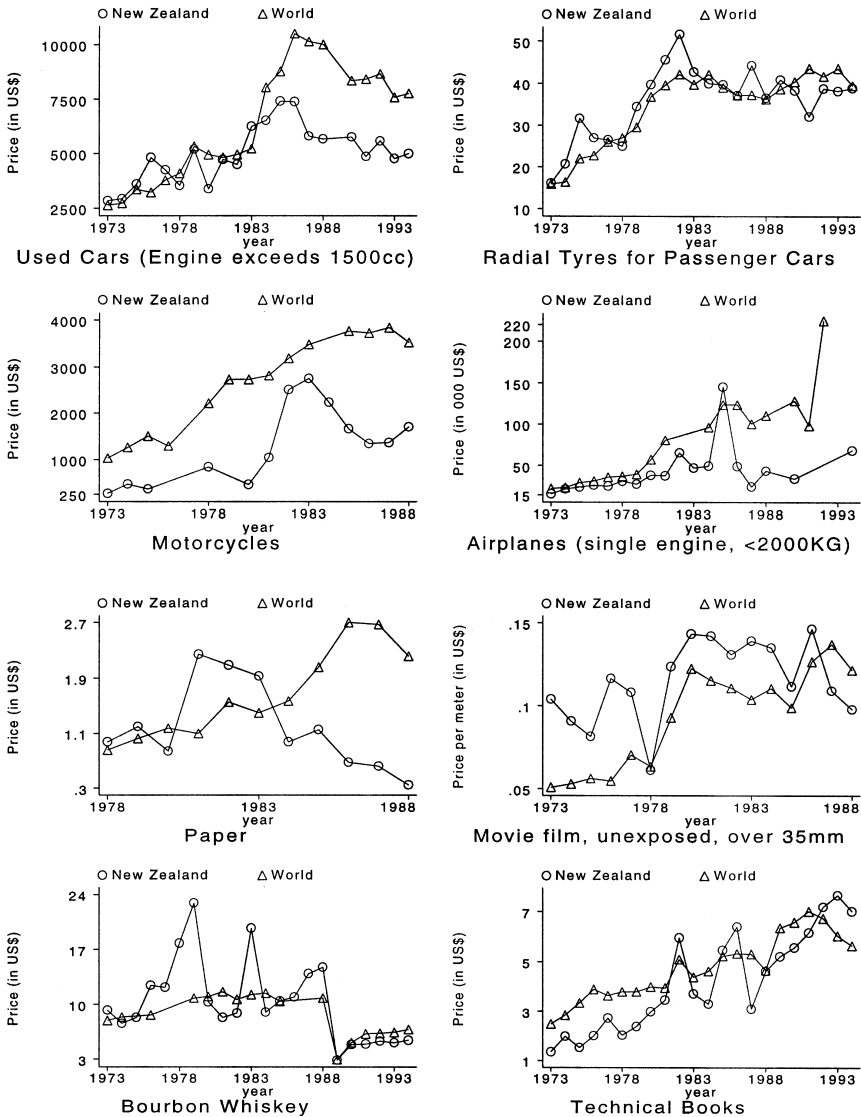 New Zealand World
Price (in US$)
10000
7500
5000
2500
1973 1978 1983 1988 1993
year
Used Cars (Engine exceeds 1500cc)
New Zealand World
Price (in US$)
50
40
30
20
10
1973 1978 1983 1988 1993
year
Radial Tyres for Passenger Cars
New Zealand World
Price (in US$)
4000
3000
2000
1000
250
1973 1978 1983 1988
year
Motorcycles
New Zealand World
Price (in 000 US$)
220
200
150
100
50
15
1973 1978 1983 1988 1993
year
Airplanes (single engine, <2000KG)
New Zealand World
Price (in US$)
2.7
1.9
1.1
.3
1978 1983 1988
year
Paper
New Zealand World
Price per meter (in US$)
.15
.1
.05
1973 1978 1983 1988
year
Movie film, unexposed, over 35mm
New Zealand World
Price (in US$)
24
17
10
3
1973 1978 1983 1988 1993
year
Bourbon Whiskey
New Zealand World
Price (in US$)
7
5
3
1
1973 1978 1983 1988 1993
year
Technical Books